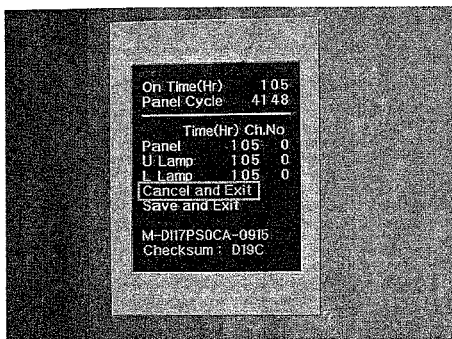 On Time(Hr) 105
Panel Cycle 4148
Time(Hr) Ch.No
Panel 105 0
U Lamp 105 0
L Lamp 105 0
Cancel and Exit
Save and Exit
M-DI17PS0CA-0915
Checksum : D19C